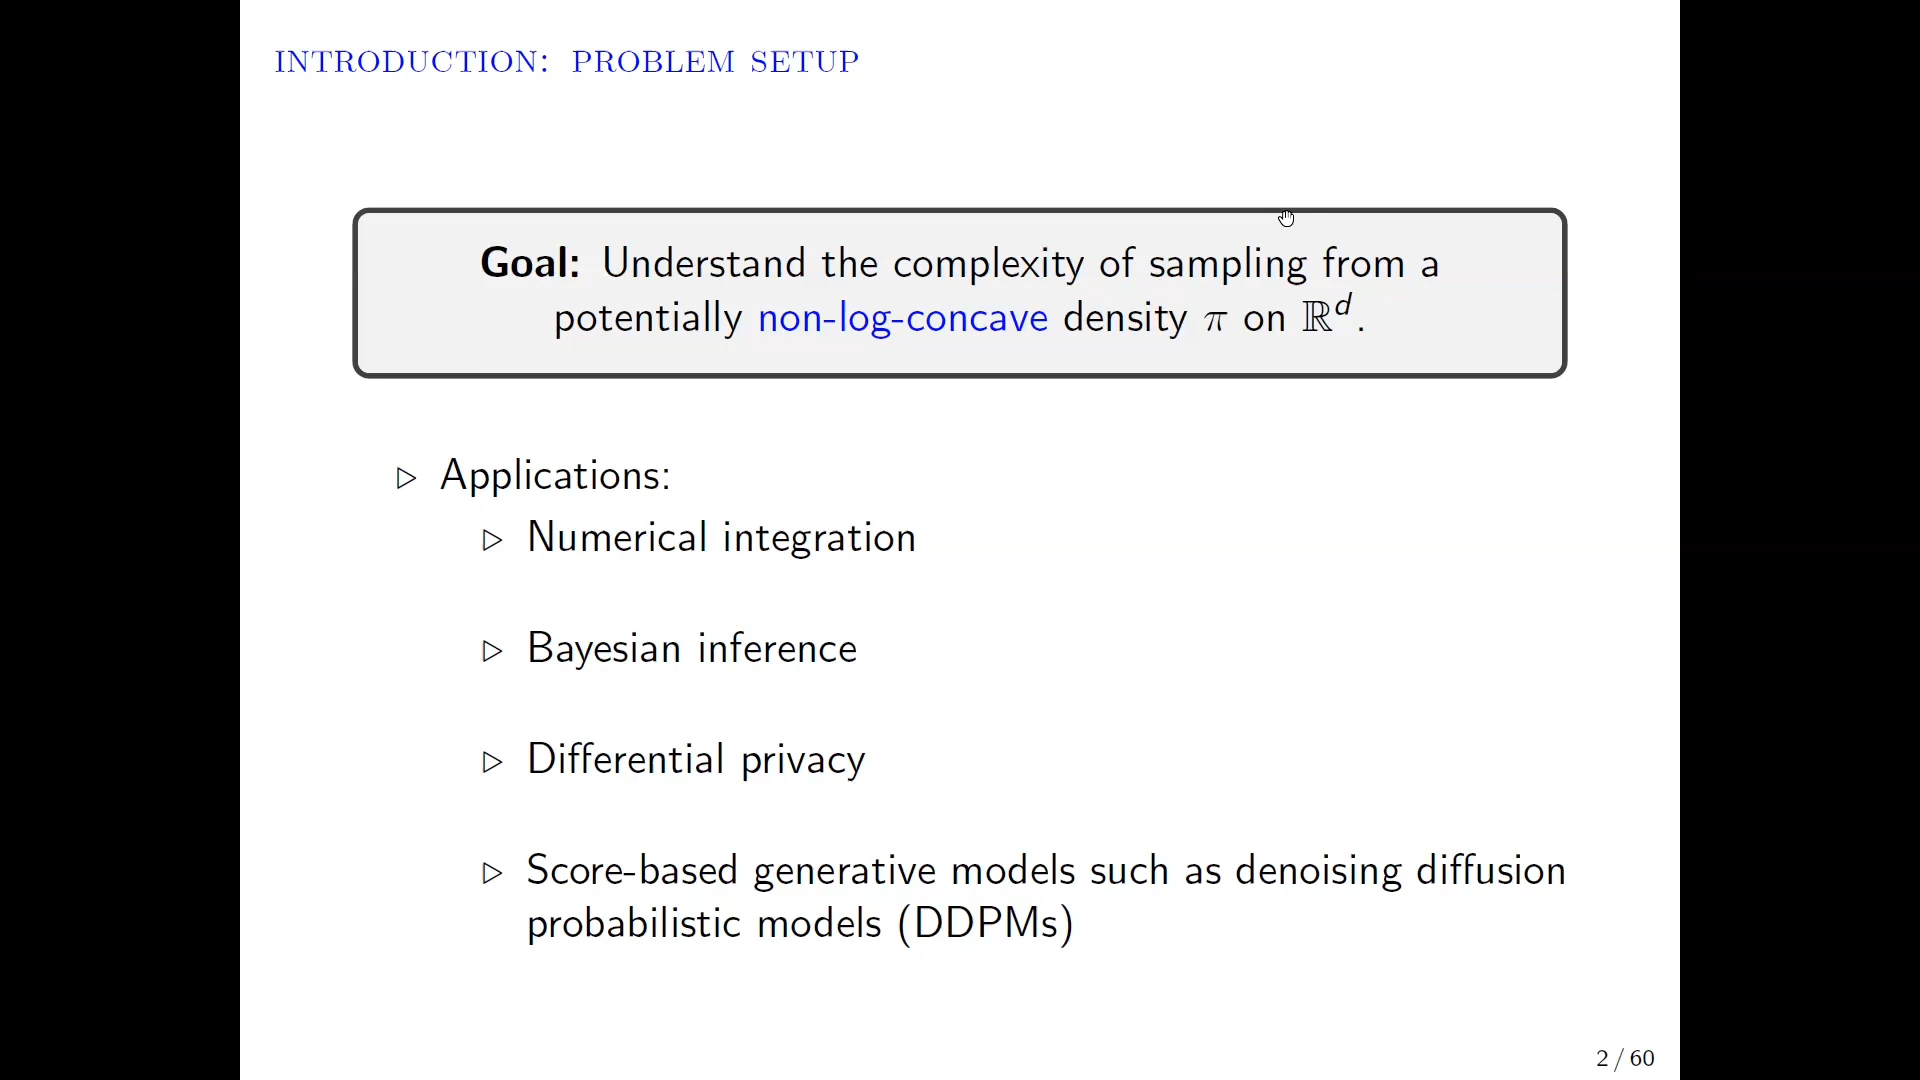 INTRODUCTION: PROBLEM SETUP
Goal: Understand the complexity of sampling from a
potentially non-log-concave density π on ℝᵈ.
▷ Applications:
▷ Numerical integration
▷ Bayesian inference
▷ Differential privacy
▷ Score-based generative models such as denoising diffusion
probabilistic models (DDPMs)
2 / 60